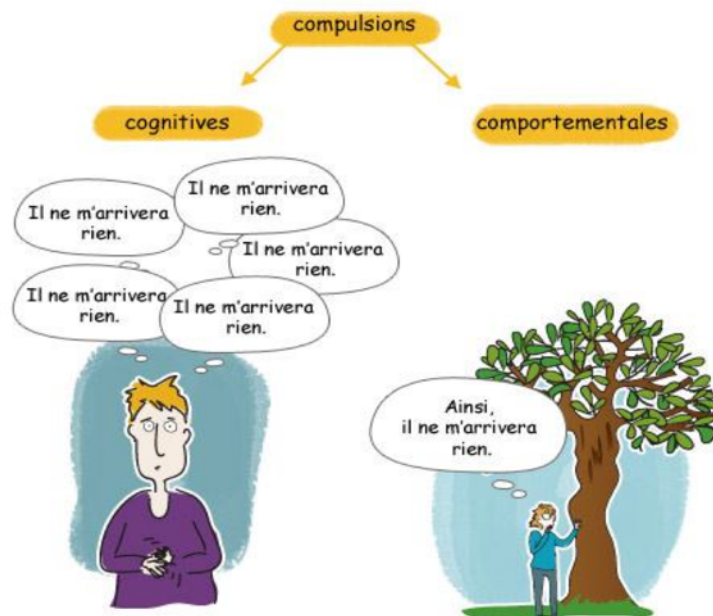 compulsions
cognitives
comportementales
Il ne m'arrivera
rien.
Il ne m'arrivera
rien.
Il ne m'arrivera
rien.
Il ne m'arrivera
rien.
Il ne m'arrivera
rien.
Ainsi,
il ne m'arrivera
rien.